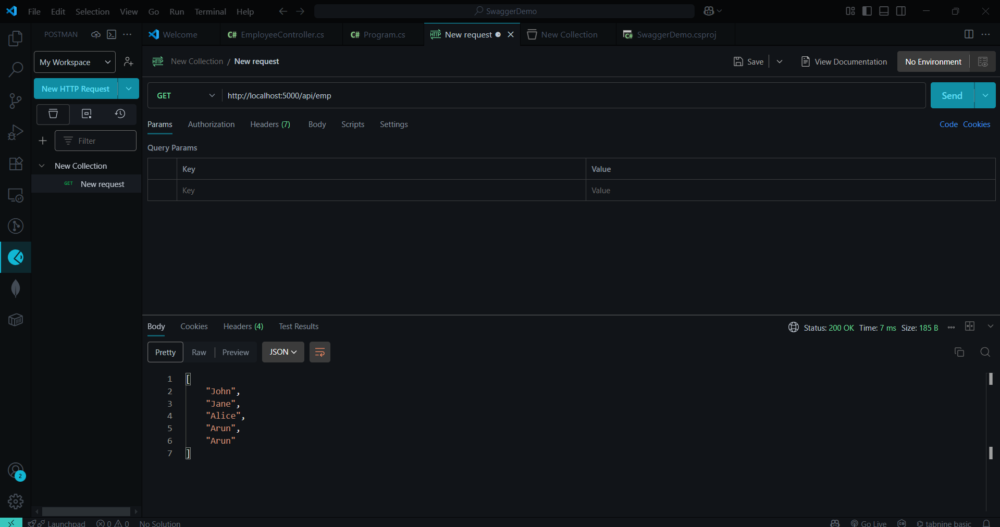 File Edit Selection View Go Run Terminal Help SwaggerDemo
POSTMAN
Welcome C# EmployeeController.cs C# Program.cs HTTP New request New Collection C# SwaggerDemo.csproj
My Workspace
HTTP New Collection / New request Save View Documentation No Environment
New HTTP Request
GET http://localhost:5000/api/emp Send
Params Authorization Headers (7) Body Scripts Settings Code Cookies
Filter
Query Params
New Collection
Key Value
GET New request
Key Value
Body Cookies Headers (4) Test Results Status: 200 OK Time: 7 ms Size: 185 B
Pretty Raw Preview JSON
1 [
2 "John",
3 "Jane",
4 "Alice",
5 "Arun",
6 "Arun"
7 ]
2
Launchpad 0 0 No Solution Go Live tabnine basic